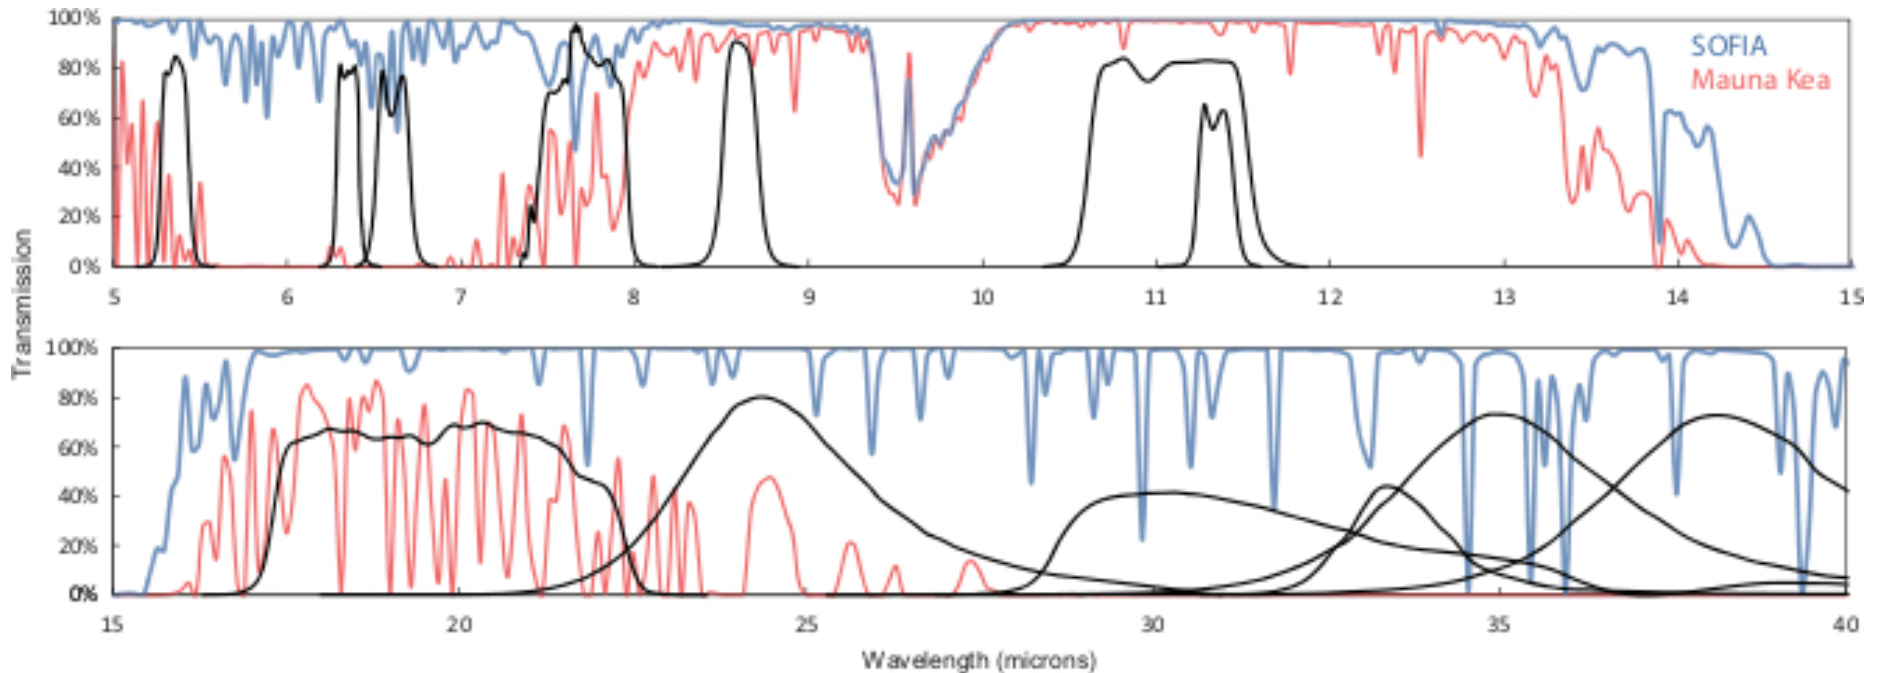 100%
SOFIA
80%
Mauna Kea
60%
40%
20%
0%
5 6 7 8 9 10 11 12 13 14 15
Transmission
100%
80%
60%
40%
20%
0%
15 20 25 30 35 40
Wavelength (microns)